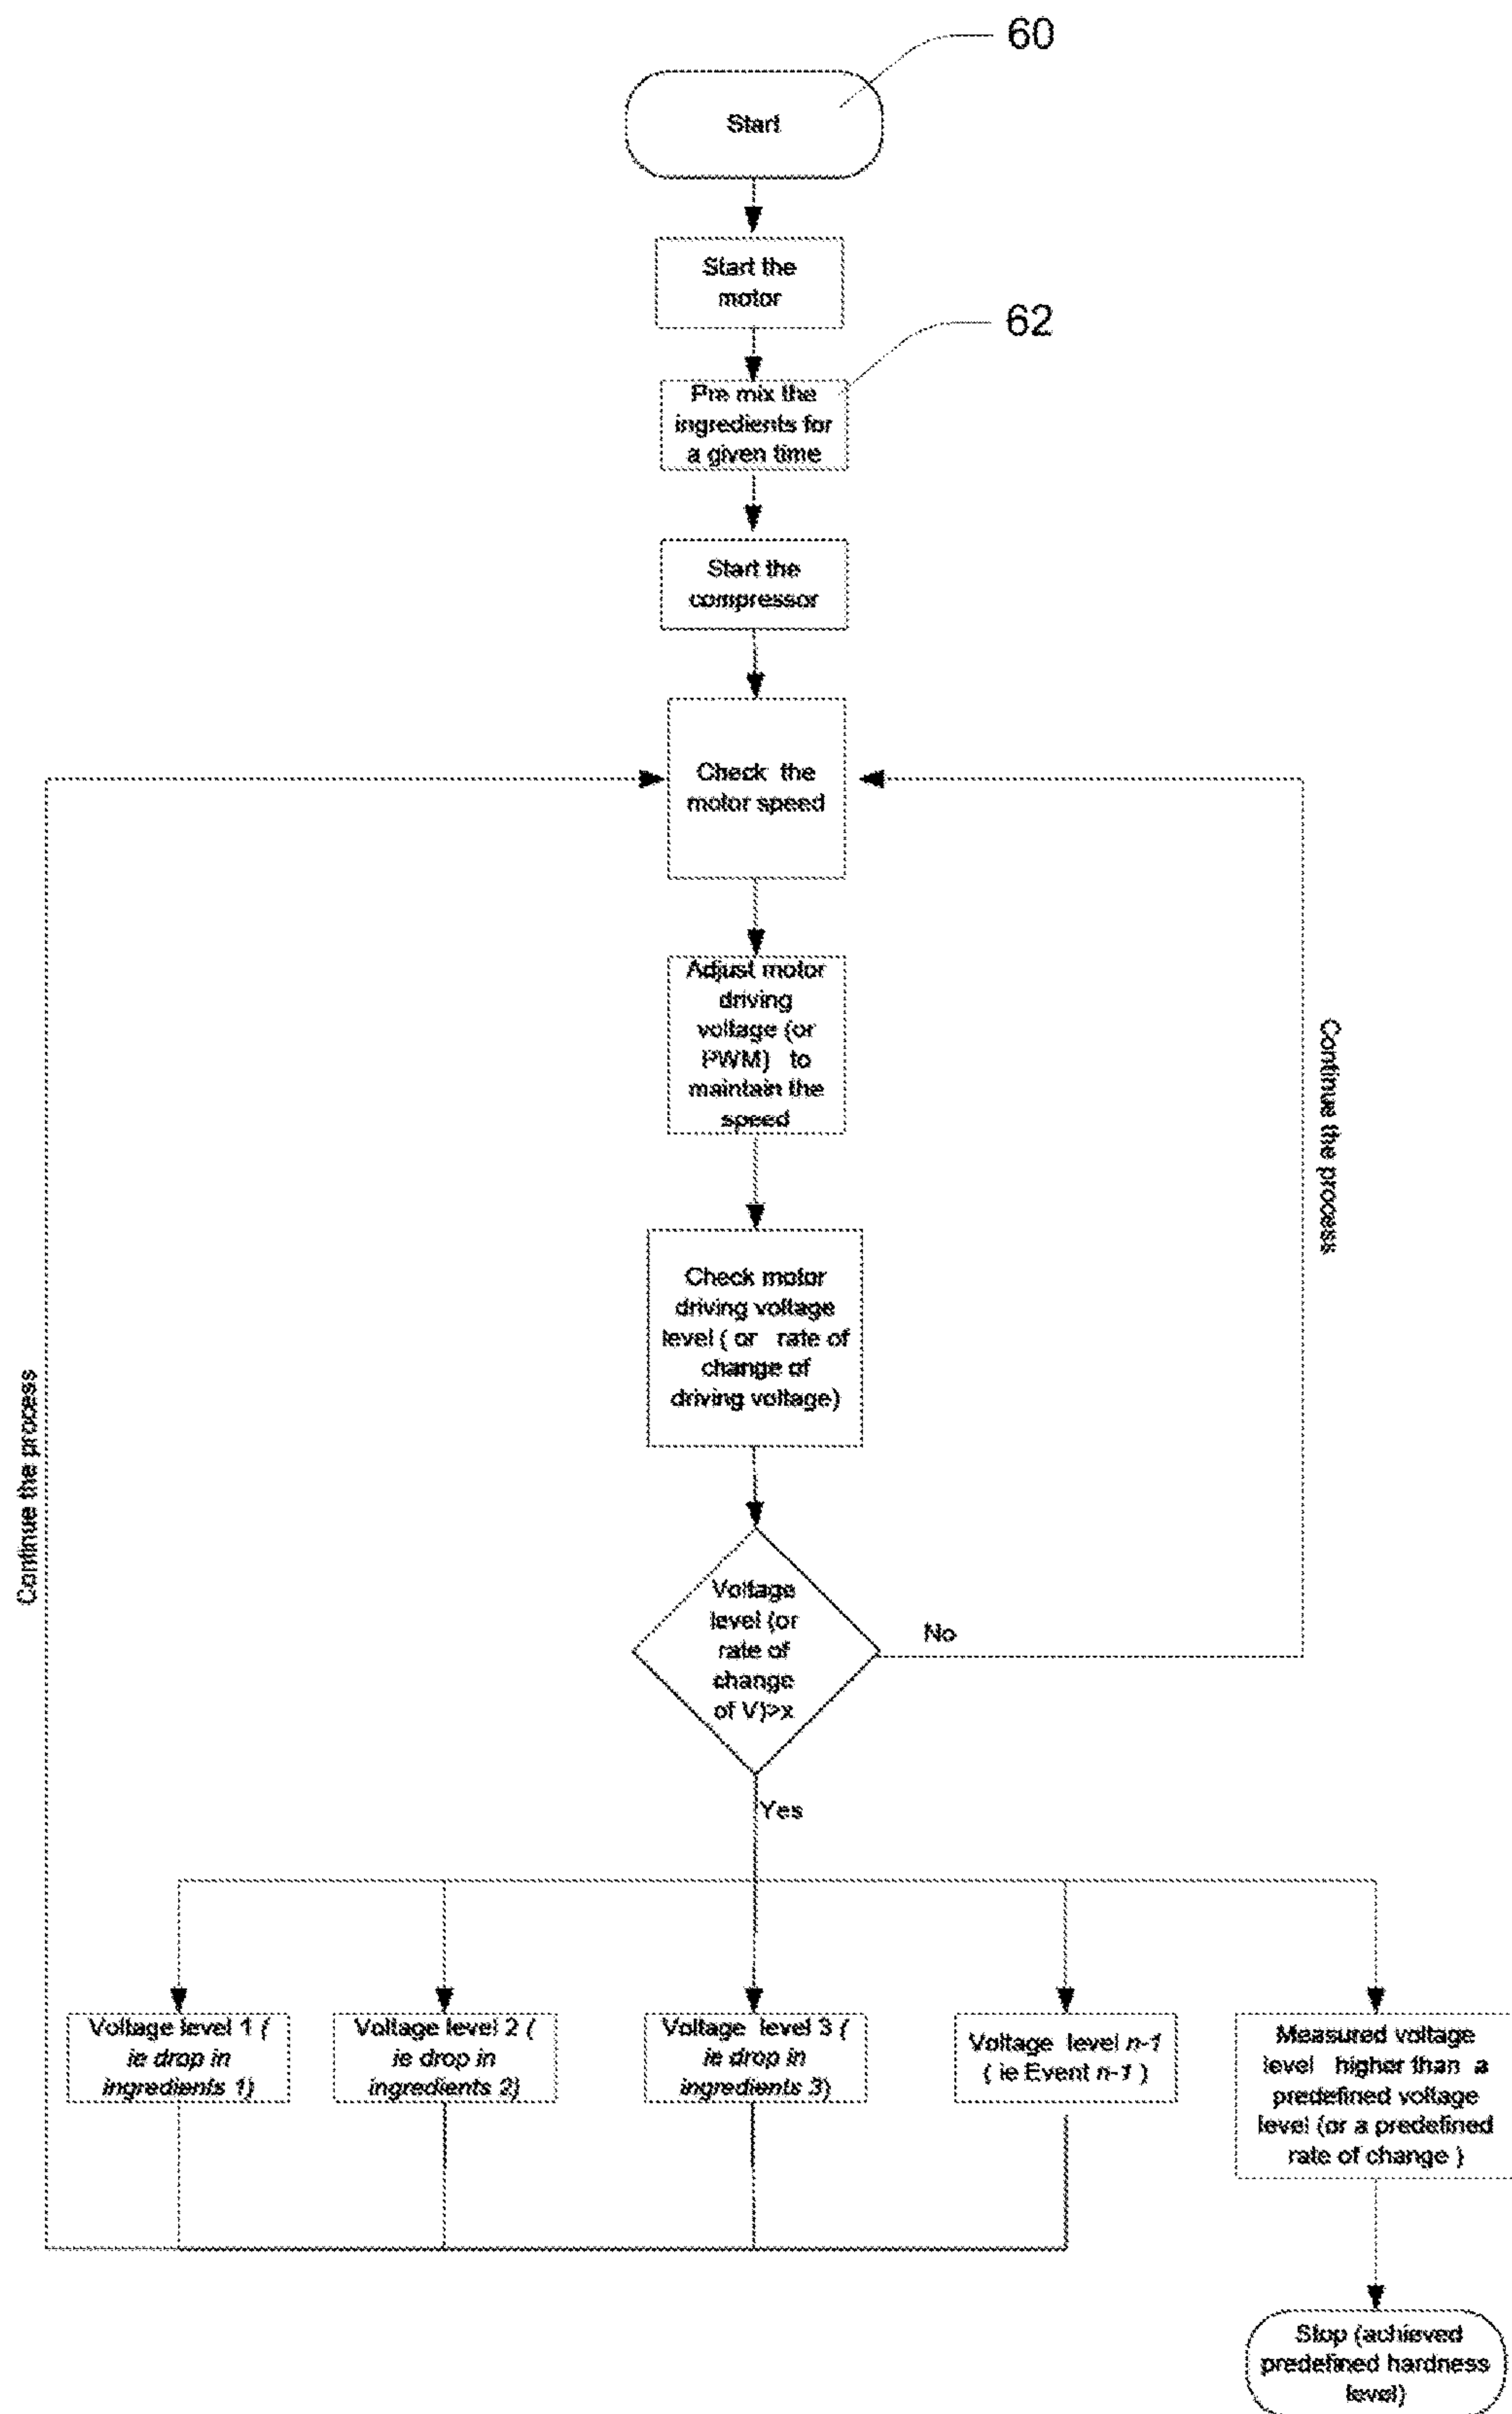 60
Start
Start the
motor
62
Pre mix the
ingredients for
a given time
Start the
compressor
Check the
motor speed
Adjust motor
driving
voltage (or
PWM) to
maintain the
speed
Continue the process
Check motor
driving voltage
level ( or rate of
change of
driving voltage)
Continue the process
Voltage
level (or
rate of
change
of V)>x
No
Yes
Voltage level 1 (
ie drop in
ingredients 1)
Voltage level 2 (
ie drop in
ingredients 2)
Voltage level 3 (
ie drop in
ingredients 3)
Voltage level n-1
( ie Event n-1 )
Measured voltage
level higher than a
predefined voltage
level (or a predefined
rate of change )
Stop (achieved
predefined hardness
level)